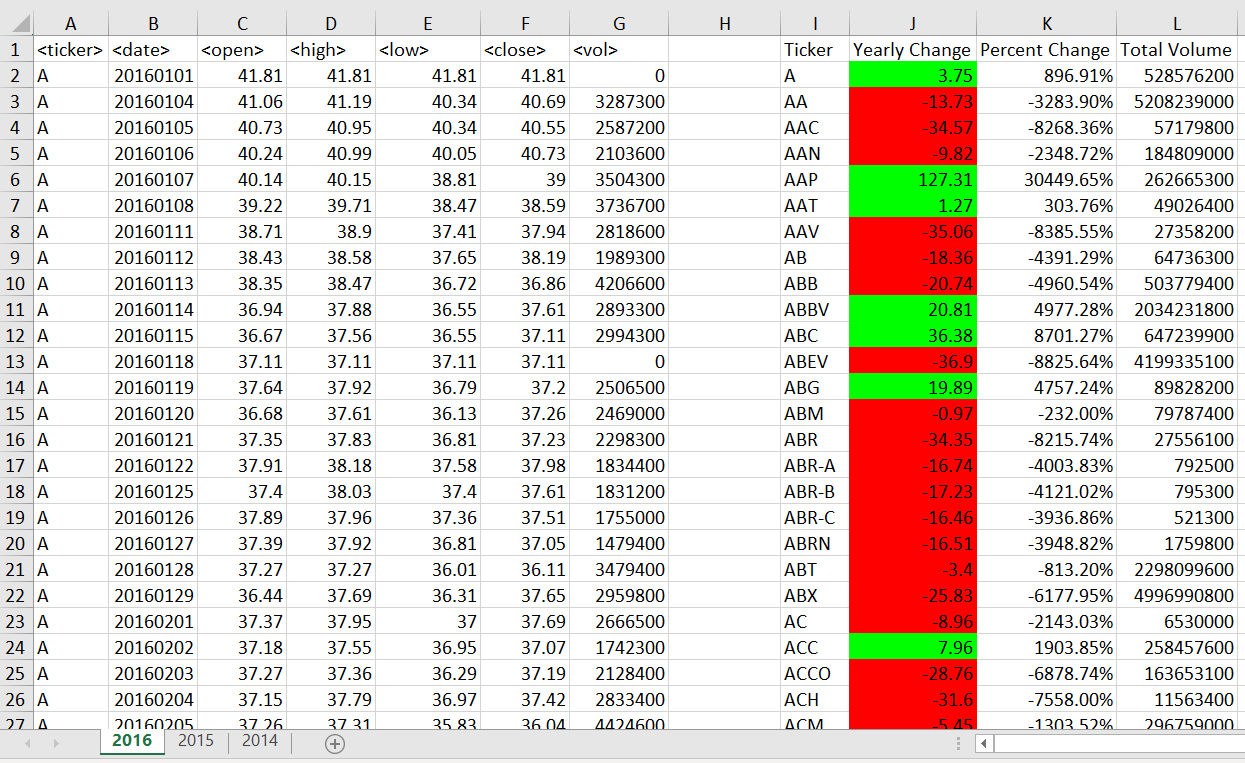 A B C D E F G H I J K L
1 <ticker> <date> <open> <high> <low> <close> <vol> Ticker Yearly Change Percent Change Total Volume
2 A 20160101 41.81 41.81 41.81 41.81 0 A 3.75 896.91% 528576200
3 A 20160104 41.06 41.19 40.34 40.69 3287300 AA -13.73 -3283.90% 5208239000
4 A 20160105 40.73 40.95 40.34 40.55 2587200 AAC -34.57 -8268.36% 57179800
5 A 20160106 40.24 40.99 40.05 40.73 2103600 AAN -9.82 -2348.72% 184809000
6 A 20160107 40.14 40.15 38.81 39 3504300 AAP 127.31 30449.65% 262665300
7 A 20160108 39.22 39.71 38.47 38.59 3736700 AAT 1.27 303.76% 49026400
8 A 20160111 38.71 38.9 37.41 37.94 2818600 AAV -35.06 -8385.55% 27358200
9 A 20160112 38.43 38.58 37.65 38.19 1989300 AB -18.36 -4391.29% 64736300
10 A 20160113 38.35 38.47 36.72 36.86 4206600 ABB -20.74 -4960.54% 503779400
11 A 20160114 36.94 37.88 36.55 37.61 2893300 ABBV 20.81 4977.28% 2034231800
12 A 20160115 36.67 37.56 36.55 37.11 2994300 ABC 36.38 8701.27% 647239900
13 A 20160118 37.11 37.11 37.11 37.11 0 ABEV -36.9 -8825.64% 4199335100
14 A 20160119 37.64 37.92 36.79 37.2 2506500 ABG 19.89 4757.24% 89828200
15 A 20160120 36.68 37.61 36.13 37.26 2469000 ABM -0.97 -232.00% 79787400
16 A 20160121 37.35 37.83 36.81 37.23 2298300 ABR -34.35 -8215.74% 27556100
17 A 20160122 37.91 38.18 37.58 37.98 1834400 ABR-A -16.74 -4003.83% 792500
18 A 20160125 37.4 38.03 37.4 37.61 1831200 ABR-B -17.23 -4121.02% 795300
19 A 20160126 37.89 37.96 37.36 37.51 1755000 ABR-C -16.46 -3936.86% 521300
20 A 20160127 37.39 37.92 36.81 37.05 1479400 ABRN -16.51 -3948.82% 1759800
21 A 20160128 37.27 37.27 36.01 36.11 3479400 ABT -3.4 -813.20% 2298099600
22 A 20160129 36.44 37.69 36.31 37.65 2959800 ABX -25.83 -6177.95% 4996990800
23 A 20160201 37.37 37.95 37 37.69 2666500 AC -8.96 -2143.03% 6530000
24 A 20160202 37.18 37.55 36.95 37.07 1742300 ACC 7.96 1903.85% 258457600
25 A 20160203 37.27 37.36 36.29 37.19 2128400 ACCO -28.76 -6878.74% 163653100
26 A 20160204 37.15 37.79 36.97 37.42 2833400 ACH -31.6 -7558.00% 11563400
27 A 20160205 37.26 37.31 35.83 36.04 4424600 ACM -5.45 -1303.52% 296759000
2016 2015 2014